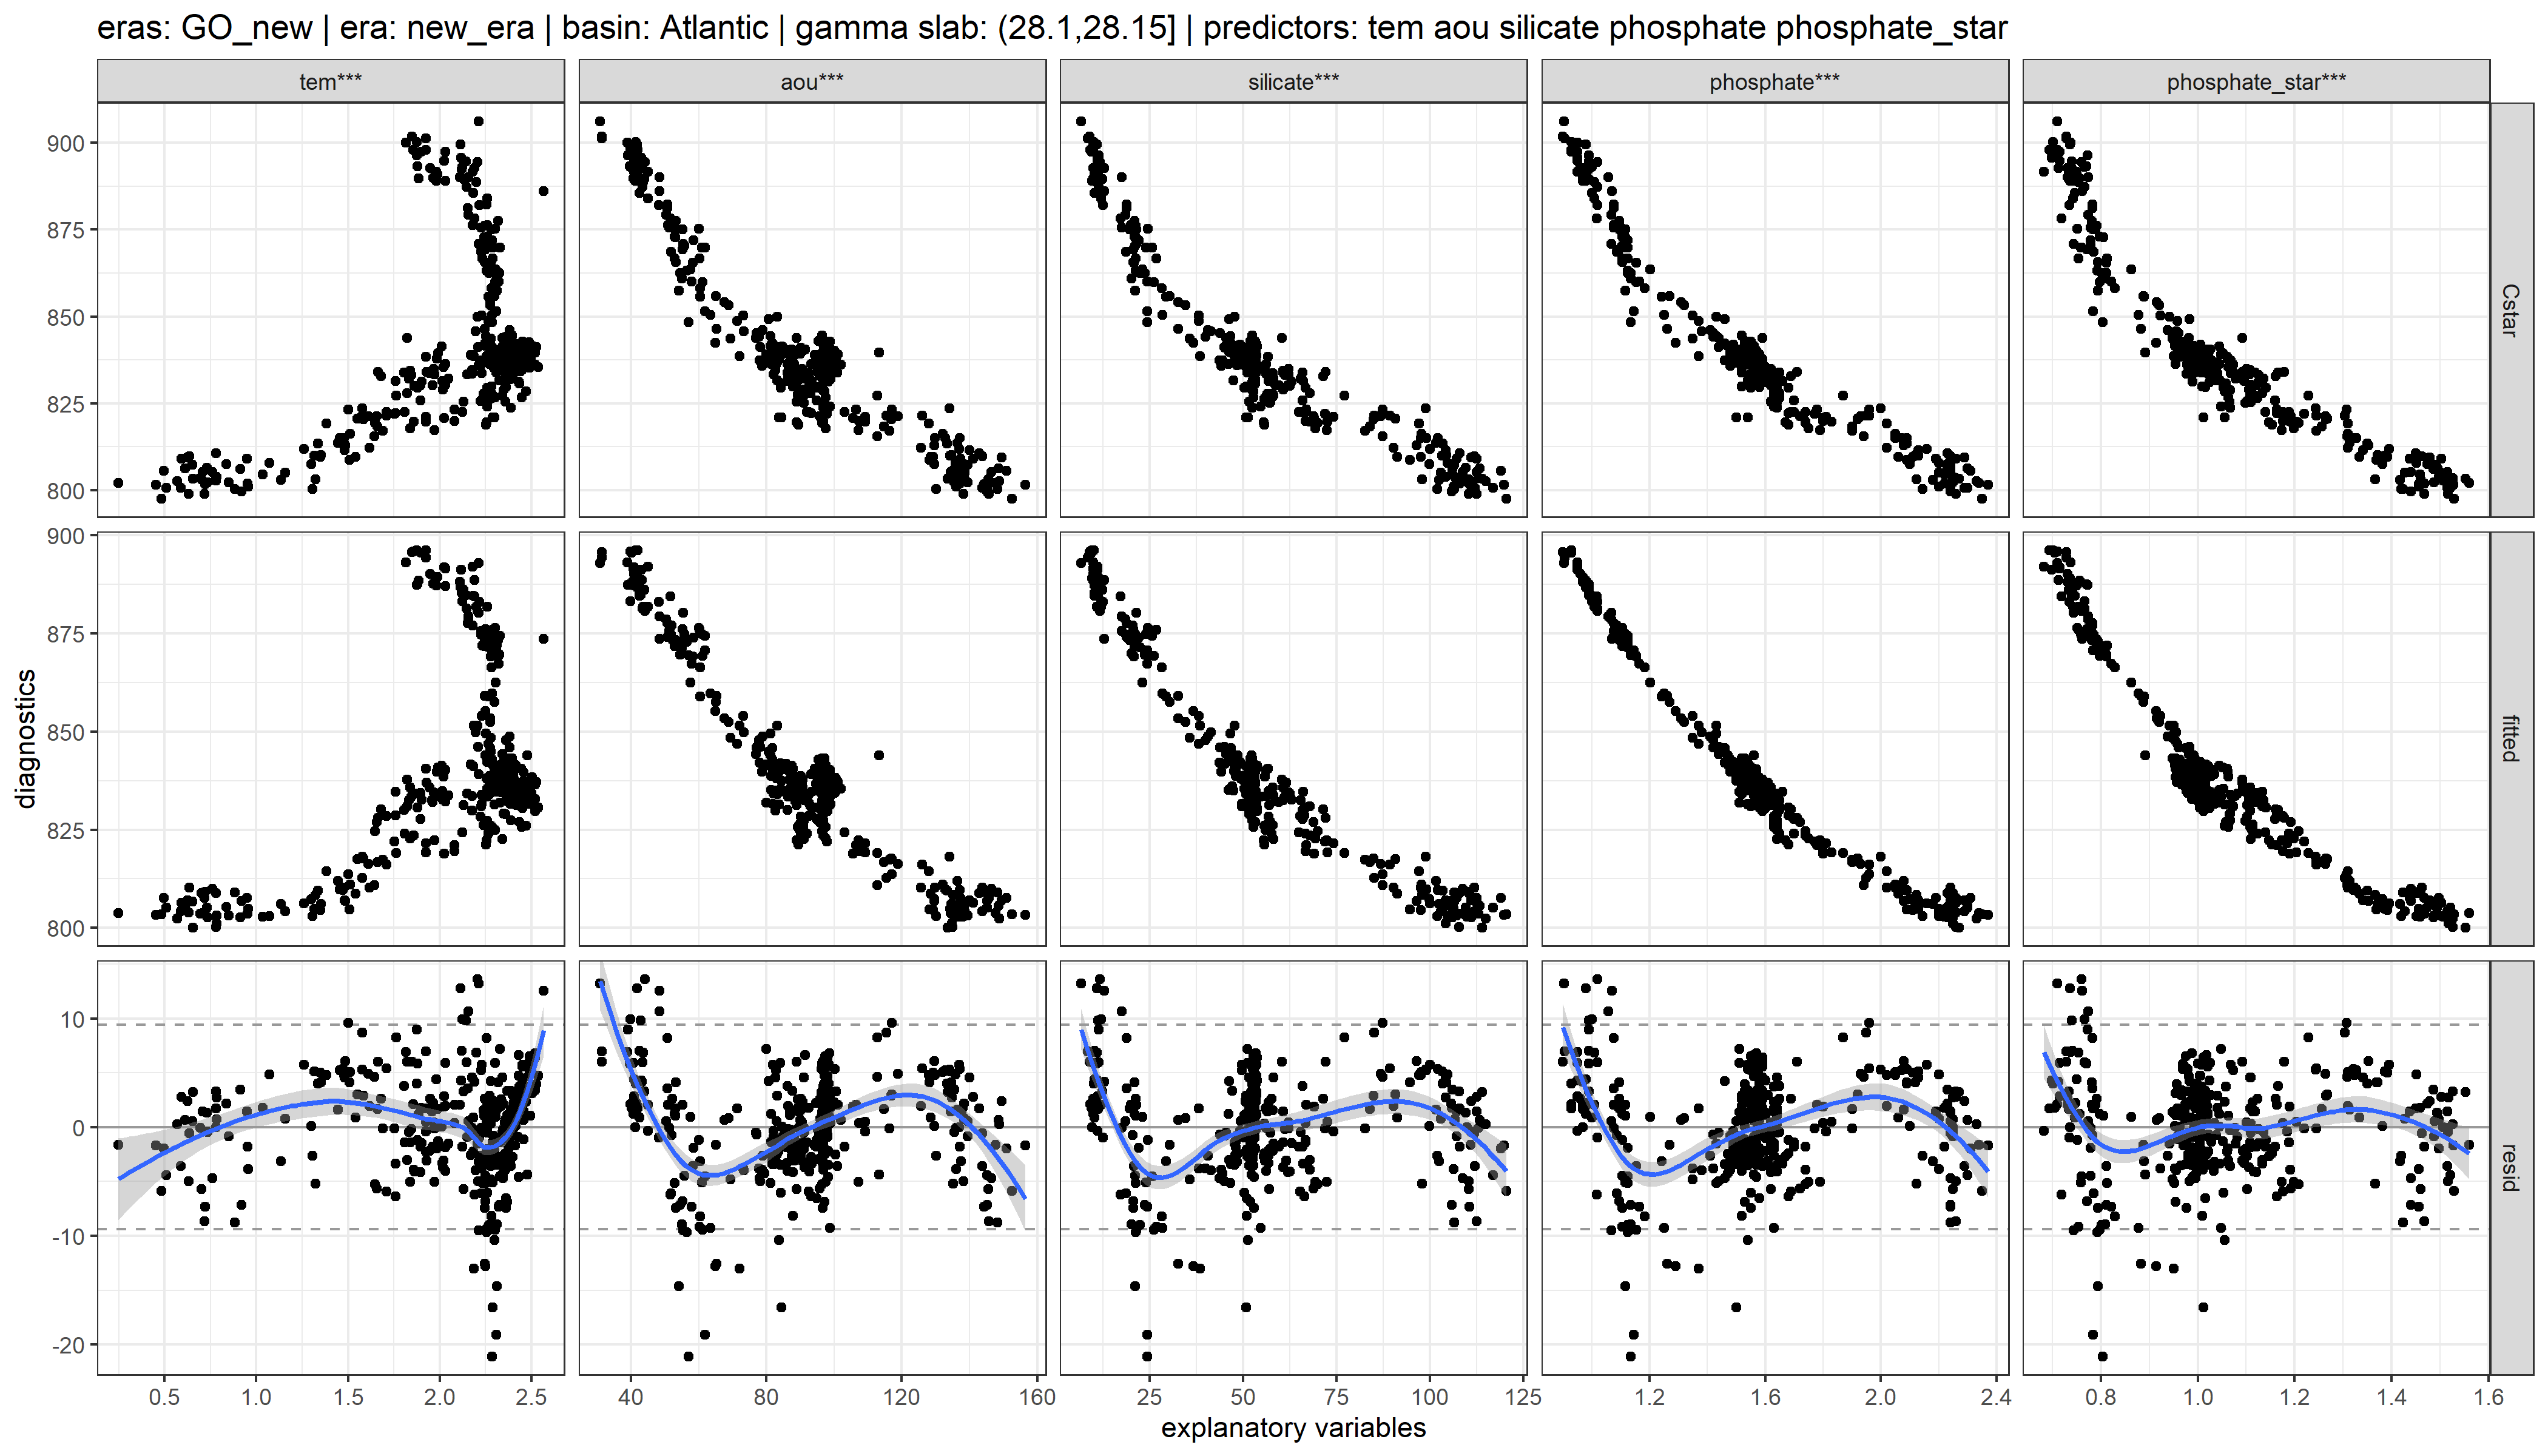 eras: GO_new | era: new_era | basin: Atlantic | gamma slab: (28.1,28.15] | predictors: tem aou silicate phosphate phosphate_star
tem*** aou*** silicate*** phosphate*** phosphate_star***
900
875
850
825
800
Cstar
900
875
850
825
800
fitted
10
0
-10
-20
resid
diagnostics
0.5 1.0 1.5 2.0 2.5 40 80 120 160 25 50 75 100 125 1.2 1.6 2.0 2.4 0.8 1.0 1.2 1.4 1.6
explanatory variables